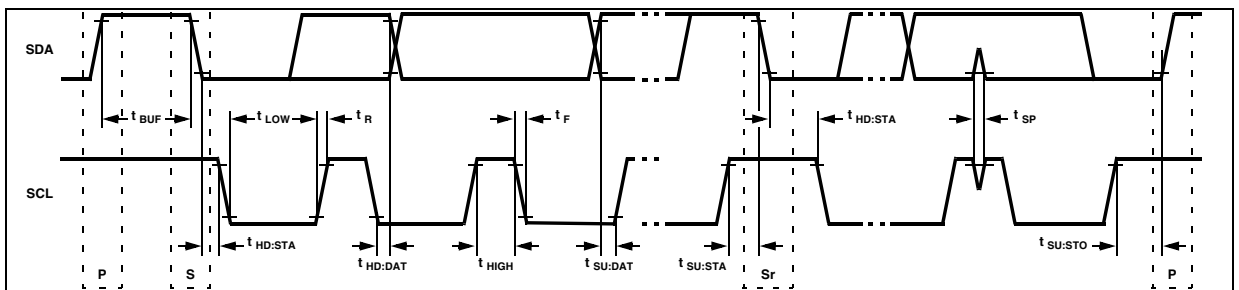 SDA
t BUF t LOW t R t F t HD:STA t SP
SCL
t HD:STA t HD:DAT t HIGH t SU:DAT t SU:STA t SU:STO
P S Sr P